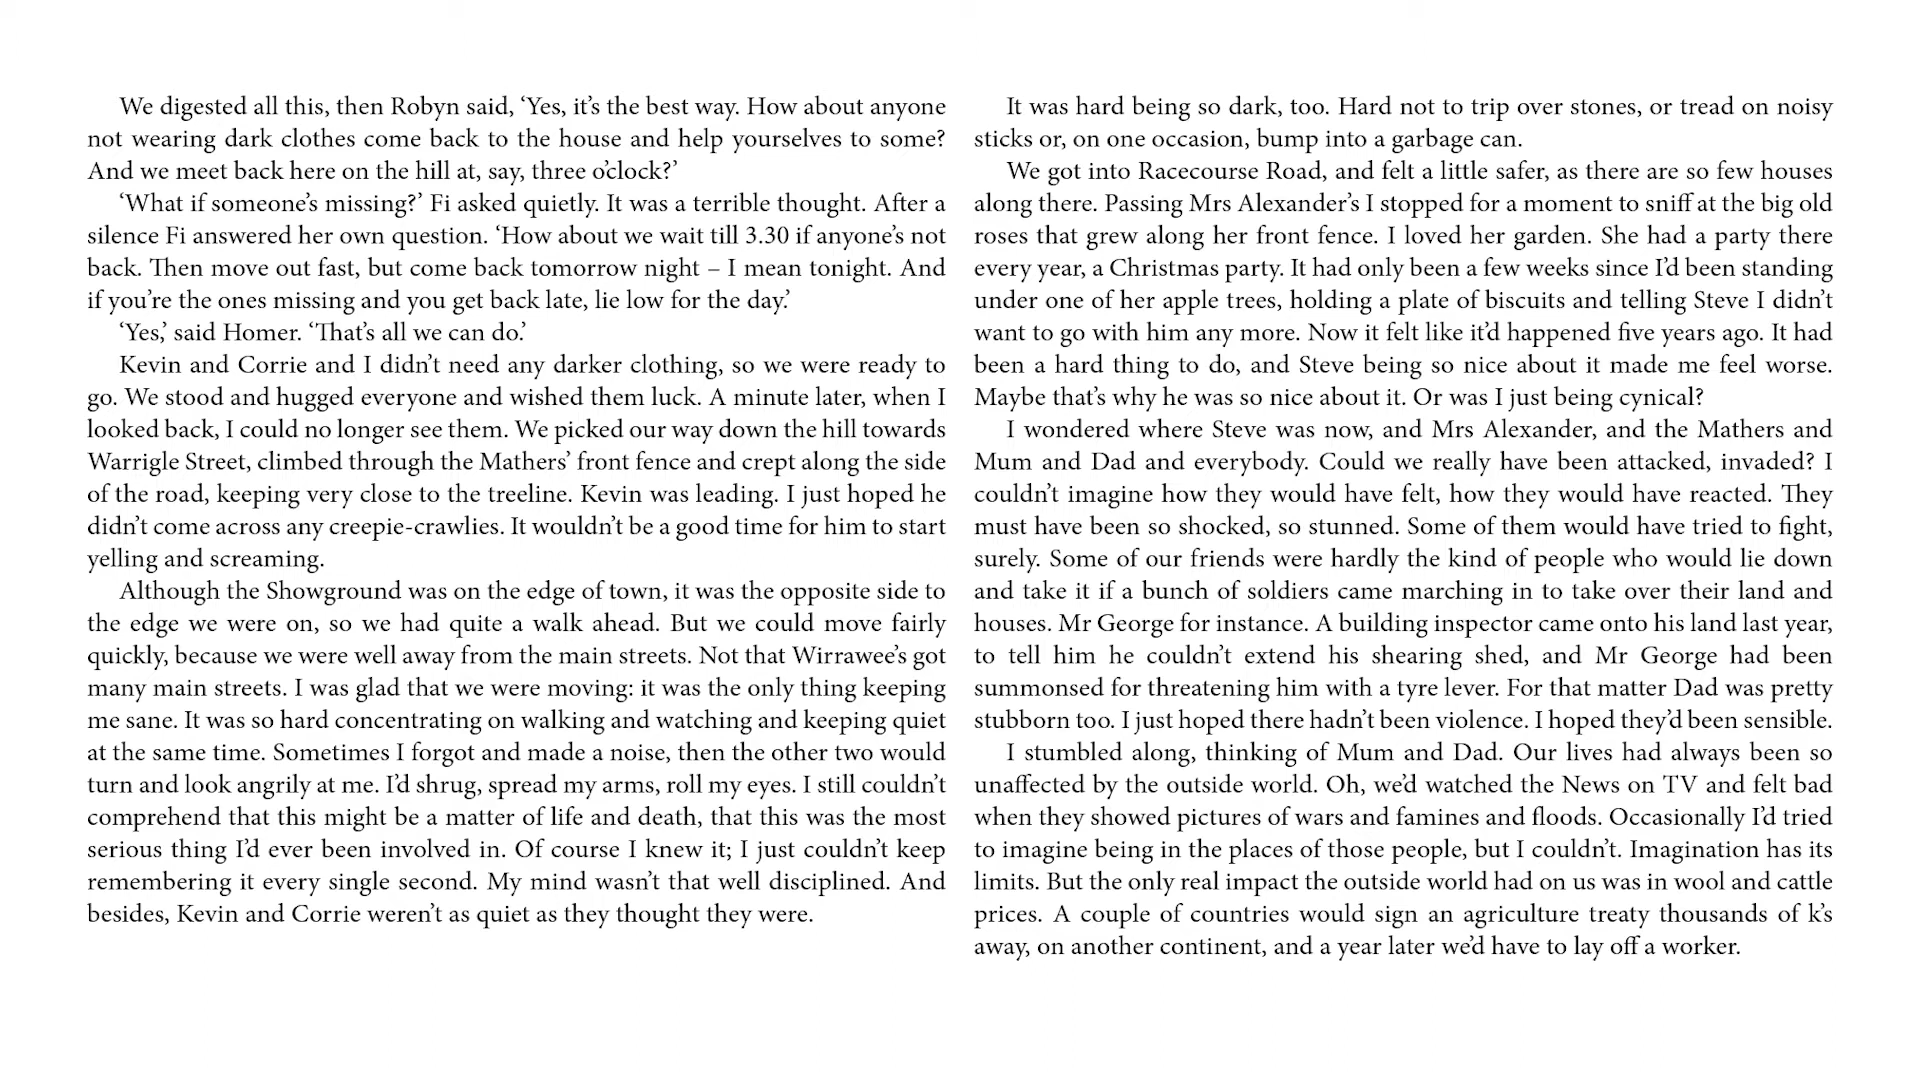 We digested all this, then Robyn said, ‘Yes, it’s the best way. How about anyone
not wearing dark clothes come back to the house and help yourselves to some?
And we meet back here on the hill at, say, three o’clock?’
‘What if someone’s missing?’ Fi asked quietly. It was a terrible thought. After a
silence Fi answered her own question. ‘How about we wait till 3.30 if anyone’s not
back. Then move out fast, but come back tomorrow night – I mean tonight. And
if you’re the ones missing and you get back late, lie low for the day.’
‘Yes,’ said Homer. ‘That’s all we can do.’
Kevin and Corrie and I didn’t need any darker clothing, so we were ready to
go. We stood and hugged everyone and wished them luck. A minute later, when I
looked back, I could no longer see them. We picked our way down the hill towards
Warrigle Street, climbed through the Mathers’ front fence and crept along the side
of the road, keeping very close to the treeline. Kevin was leading. I just hoped he
didn’t come across any creepie-crawlies. It wouldn’t be a good time for him to start
yelling and screaming.
Although the Showground was on the edge of town, it was the opposite side to
the edge we were on, so we had quite a walk ahead. But we could move fairly
quickly, because we were well away from the main streets. Not that Wirrawee’s got
many main streets. I was glad that we were moving: it was the only thing keeping
me sane. It was so hard concentrating on walking and watching and keeping quiet
at the same time. Sometimes I forgot and made a noise, then the other two would
turn and look angrily at me. I’d shrug, spread my arms, roll my eyes. I still couldn’t
comprehend that this might be a matter of life and death, that this was the most
serious thing I’d ever been involved in. Of course I knew it; I just couldn’t keep
remembering it every single second. My mind wasn’t that well disciplined. And
besides, Kevin and Corrie weren’t as quiet as they thought they were.
It was hard being so dark, too. Hard not to trip over stones, or tread on noisy
sticks or, on one occasion, bump into a garbage can.
We got into Racecourse Road, and felt a little safer, as there are so few houses
along there. Passing Mrs Alexander’s I stopped for a moment to sniff at the big old
roses that grew along her front fence. I loved her garden. She had a party there
every year, a Christmas party. It had only been a few weeks since I’d been standing
under one of her apple trees, holding a plate of biscuits and telling Steve I didn’t
want to go with him any more. Now it felt like it’d happened five years ago. It had
been a hard thing to do, and Steve being so nice about it made me feel worse.
Maybe that’s why he was so nice about it. Or was I just being cynical?
I wondered where Steve was now, and Mrs Alexander, and the Mathers and
Mum and Dad and everybody. Could we really have been attacked, invaded? I
couldn’t imagine how they would have felt, how they would have reacted. They
must have been so shocked, so stunned. Some of them would have tried to fight,
surely. Some of our friends were hardly the kind of people who would lie down
and take it if a bunch of soldiers came marching in to take over their land and
houses. Mr George for instance. A building inspector came onto his land last year,
to tell him he couldn’t extend his shearing shed, and Mr George had been
summonsed for threatening him with a tyre lever. For that matter Dad was pretty
stubborn too. I just hoped there hadn’t been violence. I hoped they’d been sensible.
I stumbled along, thinking of Mum and Dad. Our lives had always been so
unaffected by the outside world. Oh, we’d watched the News on TV and felt bad
when they showed pictures of wars and famines and floods. Occasionally I’d tried
to imagine being in the places of those people, but I couldn’t. Imagination has its
limits. But the only real impact the outside world had on us was in wool and cattle
prices. A couple of countries would sign an agriculture treaty thousands of k’s
away, on another continent, and a year later we’d have to lay off a worker.